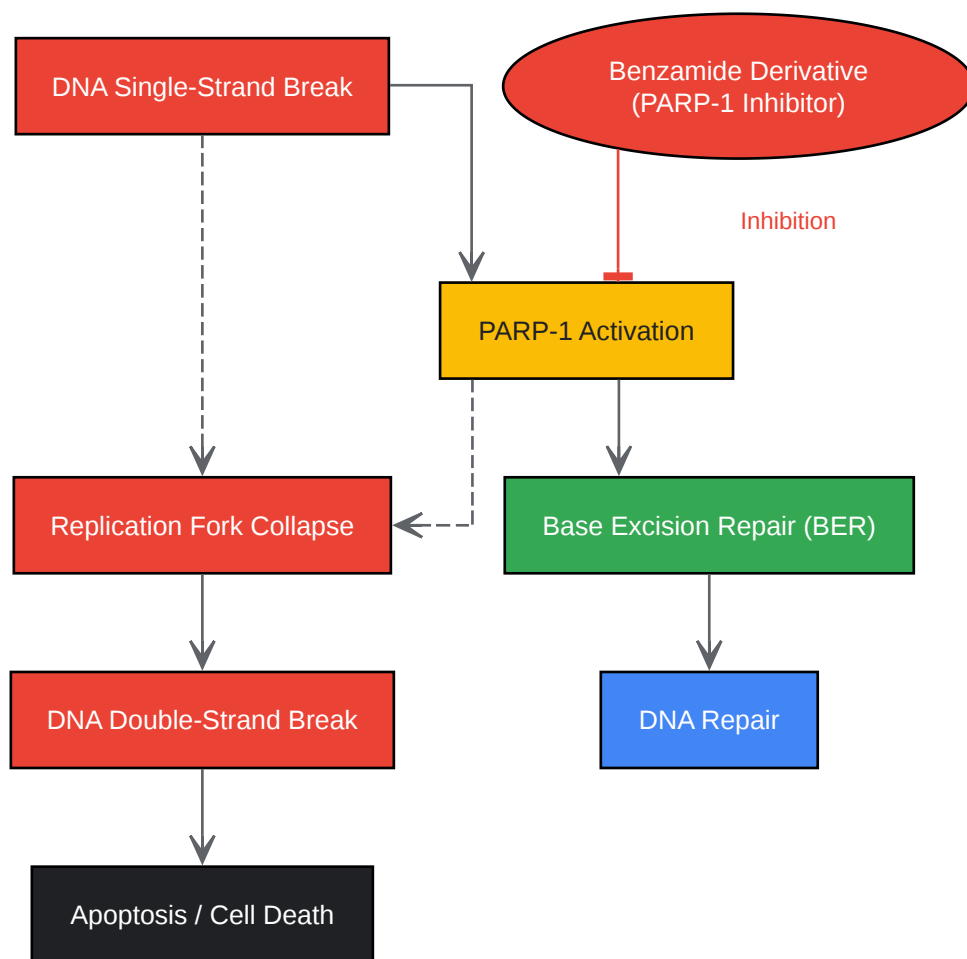 DNA Single-Strand Break
Benzamide Derivative
(PARP-1 Inhibitor)
Inhibition
PARP-1 Activation
Replication Fork Collapse
Base Excision Repair (BER)
DNA Double-Strand Break
DNA Repair
Apoptosis / Cell Death